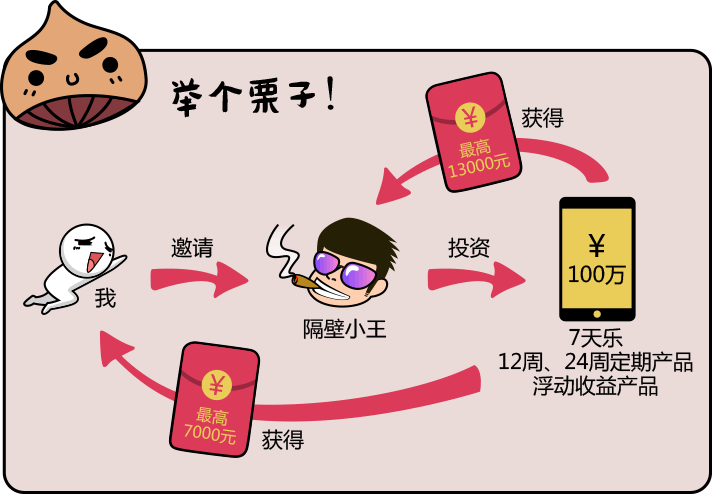 举个栗子！
¥
最高
13000元
获得
邀请
投资
¥
100万
我
隔壁小王
7天乐
12周、24周定期产品
浮动收益产品
¥
最高
7000元
获得